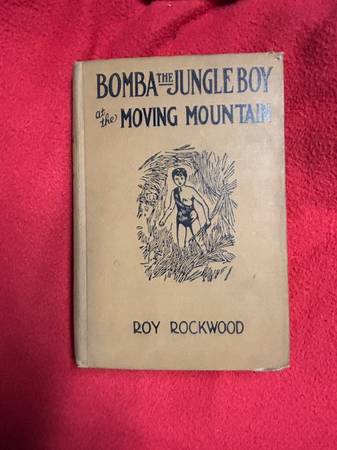 BOMBA THE JUNGLE BOY
at the MOVING MOUNTAIN
ROY ROCKWOOD